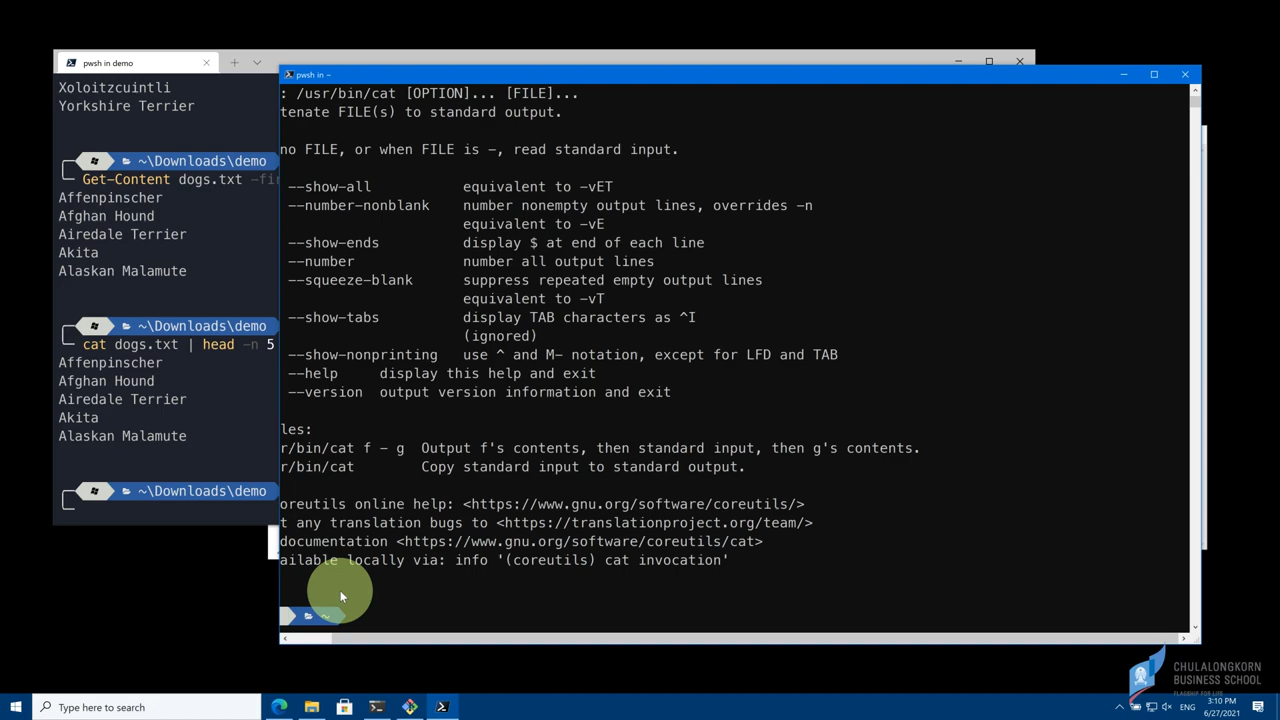 pwsh in demo
Xoloitzcuintli
Yorkshire Terrier
~\Downloads\demo
Get-Content dogs.txt
Affenpinscher
Afghan Hound
Airedale Terrier
Akita
Alaskan Malamute
~\Downloads\demo
cat dogs.txt | head -n 5
Affenpinscher
Afghan Hound
Airedale Terrier
Akita
Alaskan Malamute
~\Downloads\demo
pwsh in ~
: /usr/bin/cat [OPTION]... [FILE]...
tenate FILE(s) to standard output.
no FILE, or when FILE is -, read standard input.
--show-all equivalent to -vET
--number-nonblank number nonempty output lines, overrides -n
equivalent to -vE
--show-ends display $ at end of each line
--number number all output lines
--squeeze-blank suppress repeated empty output lines
equivalent to -vT
--show-tabs display TAB characters as ^I
(ignored)
--show-nonprinting use ^ and M- notation, except for LFD and TAB
--help display this help and exit
--version output version information and exit
les:
r/bin/cat f - g Output f's contents, then standard input, then g's contents.
r/bin/cat Copy standard input to standard output.
oreutils online help: <https://www.gnu.org/software/coreutils/>
t any translation bugs to <https://translationproject.org/team/>
documentation <https://www.gnu.org/software/coreutils/cat>
ailable locally via: info '(coreutils) cat invocation'
~
CHULALONGKORN
BUSINESS SCHOOL
FLAGSHIP FOR LIFE
Type here to search
ENG
3:10 PM
6/27/2021